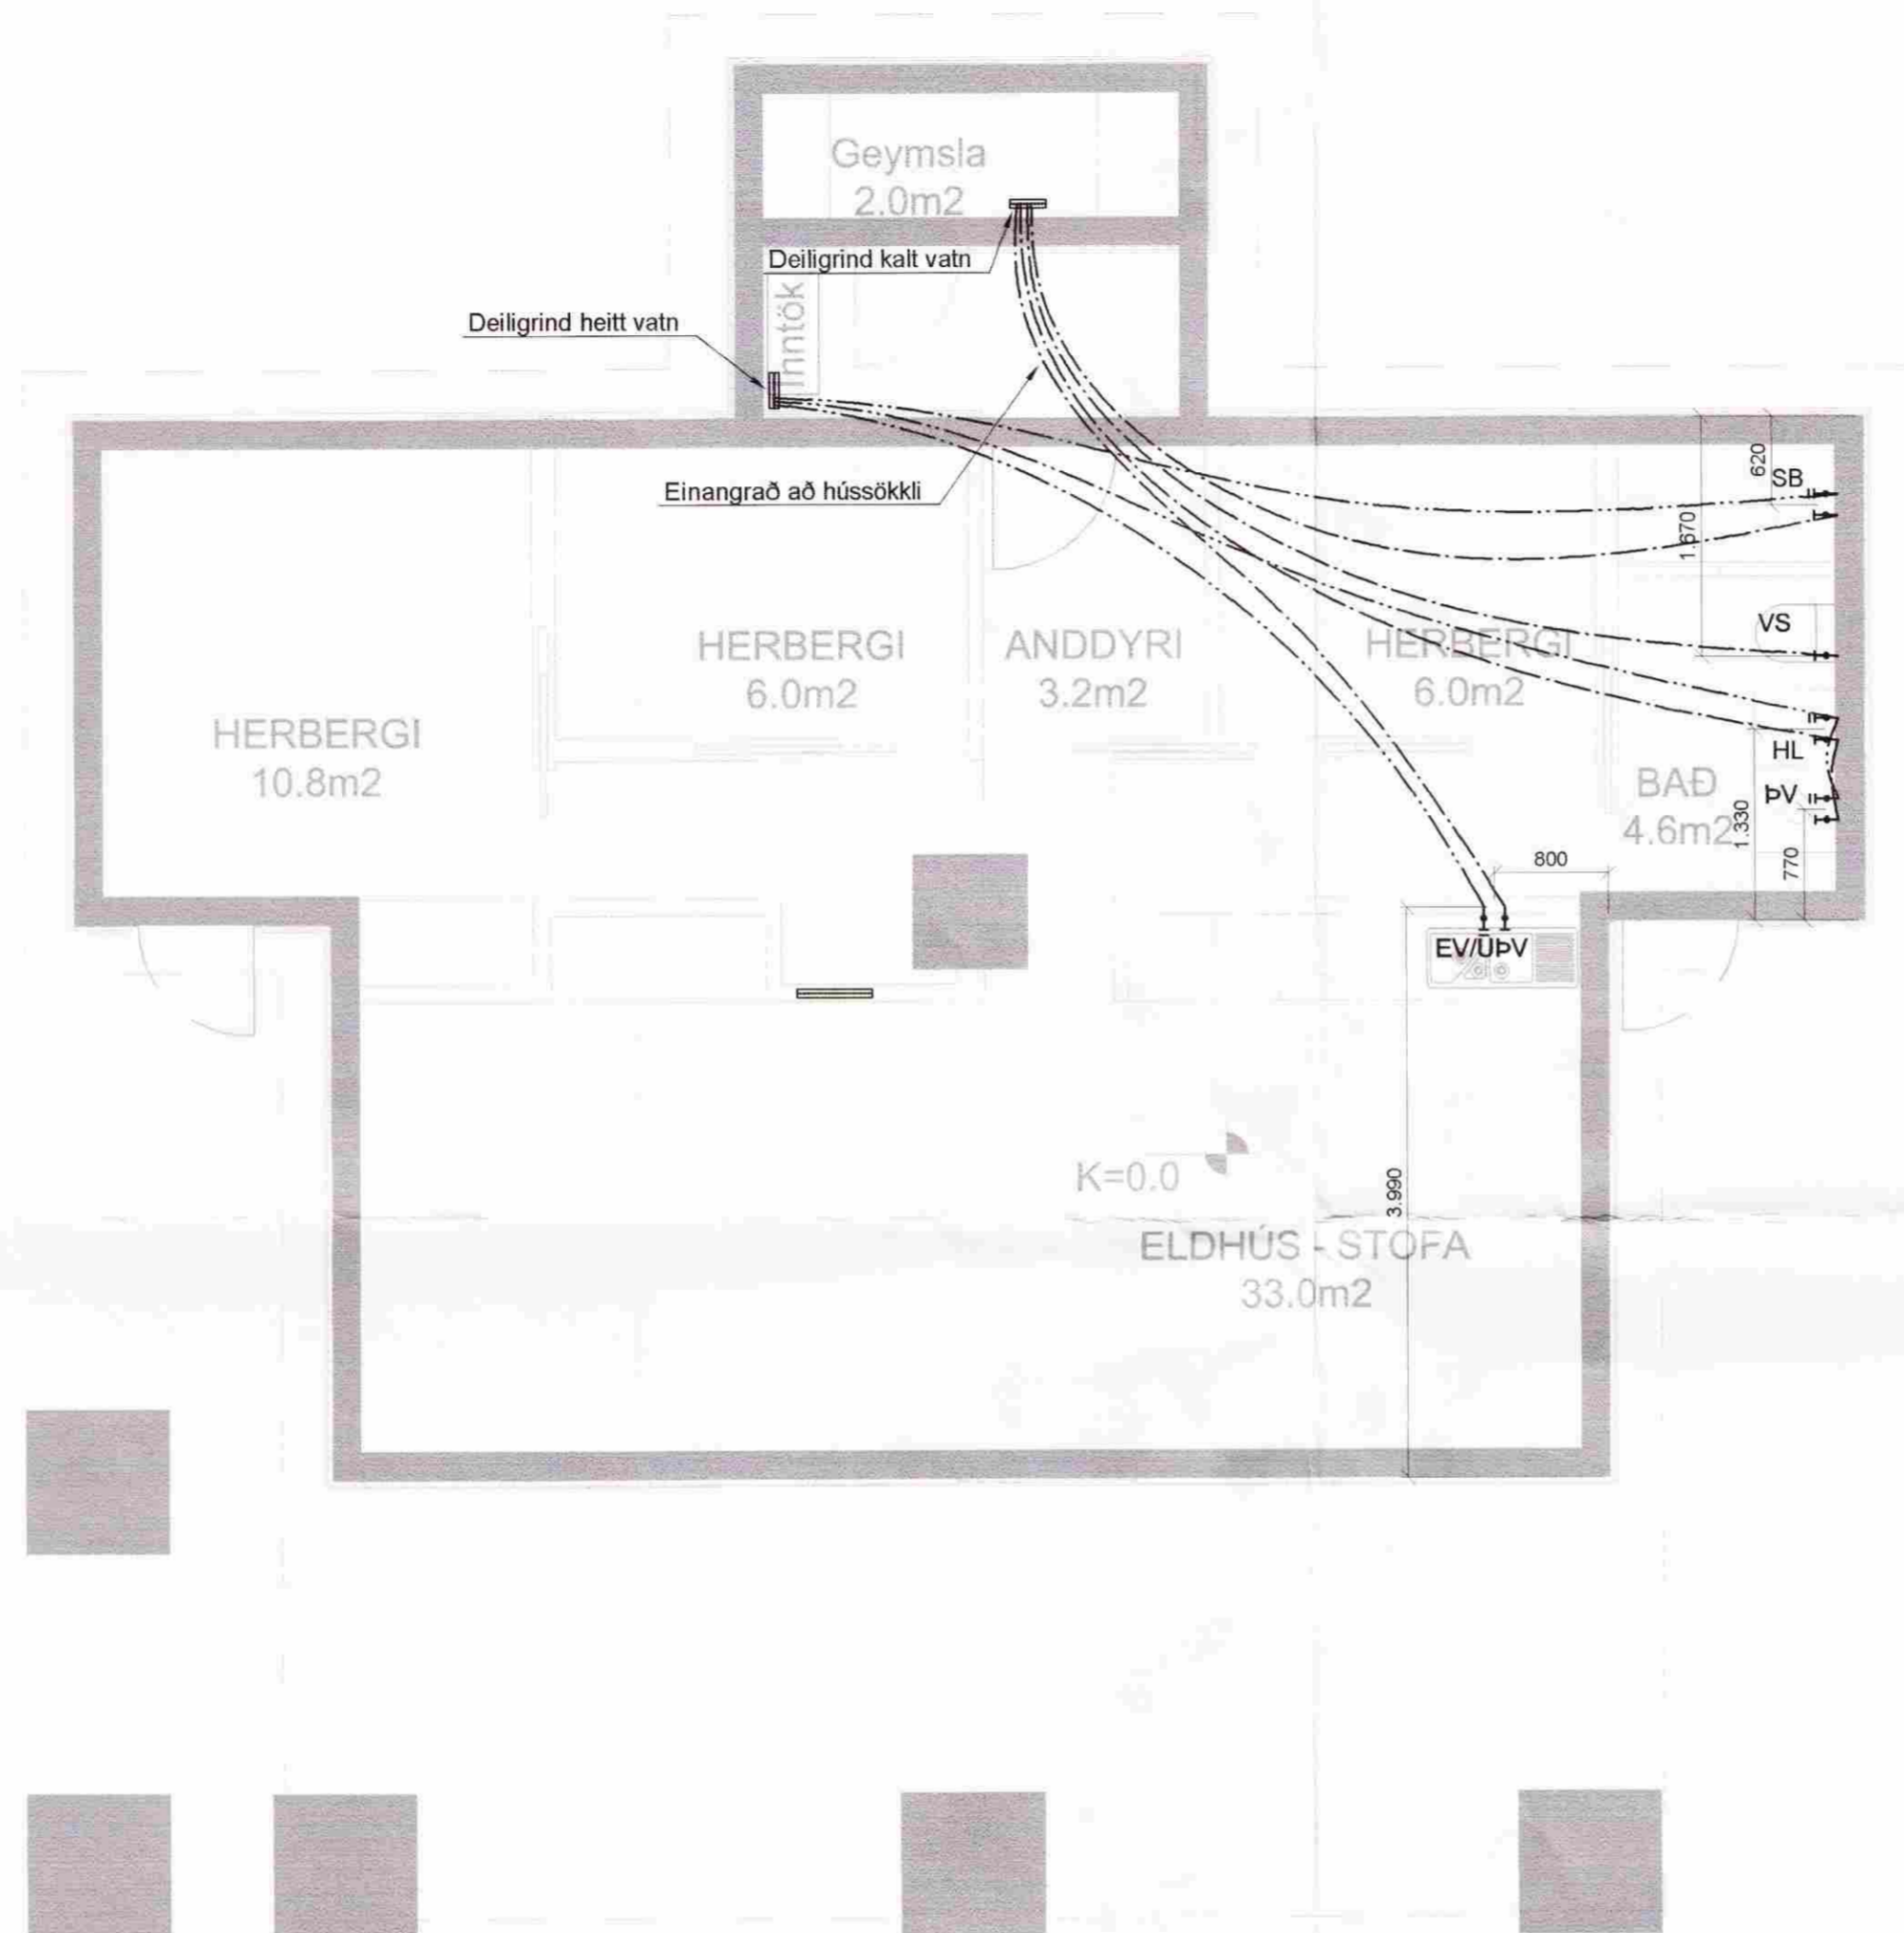 Geymsla
2.0m2
Deiligrind kalt vatn
Inntök
Deiligrind heitt vatn
Einangrað að hússökkli
620
SB
1.670
VS
HERBERGI
6.0m2
ANDDYRI
3.2m2
HERBERGI
6.0m2
HERBERGI
10.8m2
HL
BAÐ
4.6m2
ÞV
1.330
770
800
EV/UÞV
K=0.0
3.990
ELDHÚS - STOFA
33.0m2